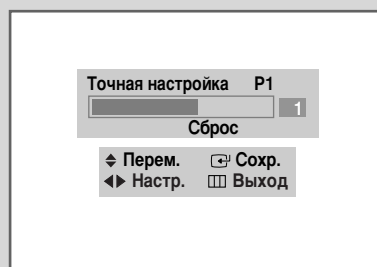 Точная настройка P1
1
Сброс
Перем. Сохр.
Настр. Выход